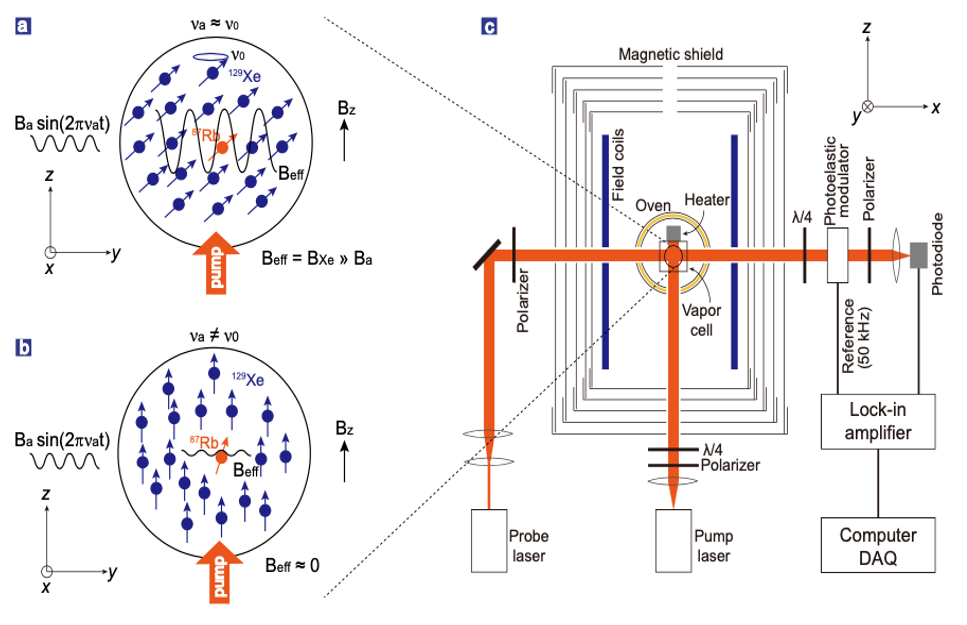 a
νa ≈ ν0
ν0
129Xe
Ba sin(2πνat)
87Rb
Bz
Beff
z
y
x
pump
Beff = BXe » Ba
b
νa ≠ ν0
129Xe
Ba sin(2πνat)
87Rb
Bz
Beff
z
y
x
pump
Beff ≈ 0
c
Magnetic shield
z
x
y
Field coils
Oven
Heater
Vapor
cell
Polarizer
λ/4
Photoelastic
modulator
Polarizer
Photodiode
Reference
(50 kHz)
λ/4
Polarizer
Lock-in
amplifier
Probe
laser
Pump
laser
Computer
DAQ